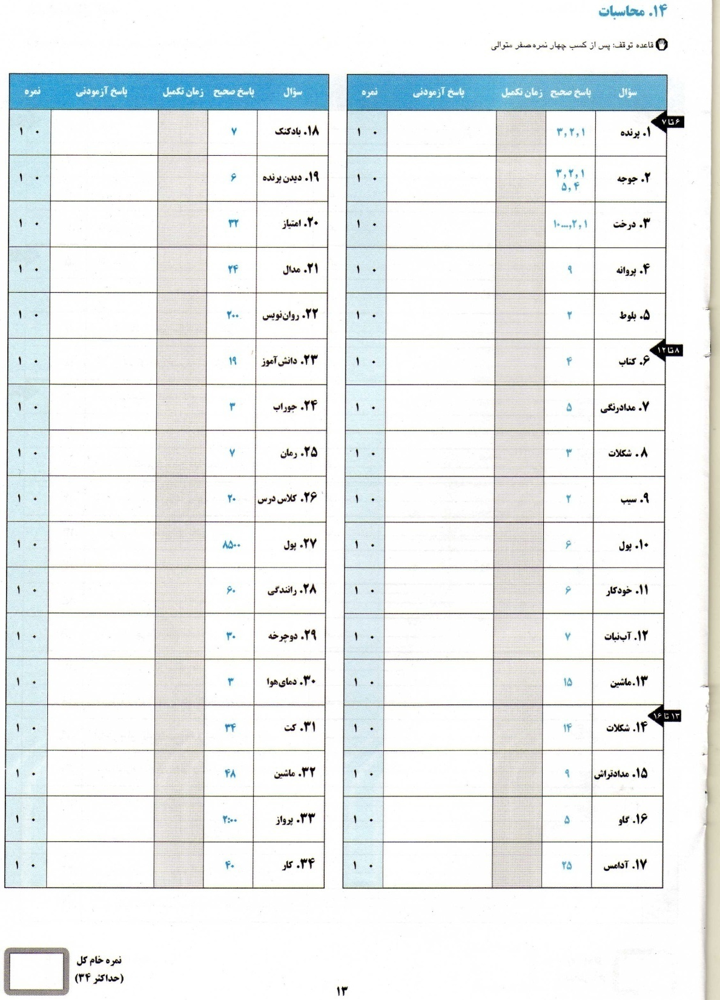 ۱۴. محاسبات
قاعده توقف: پس از کسب چهار نمره صفر متوالی
سؤال پاسخ صحیح زمان تکمیل پاسخ آزمودنی نمره
۶ تا ۷
۱. پرنده ۱, ۲, ۳ ۰ ۱
۲. جوجه ۱, ۲, ۳ ۰ ۱
۴, ۵
۳. درخت ۱, ۲,...۱۰ ۰ ۱
۴. پروانه ۹ ۰ ۱
۵. بلوط ۲ ۰ ۱
۸ تا ۱۲
۶. کتاب ۴ ۰ ۱
۷. مدادرنگی ۵ ۰ ۱
۸. شکلات ۳ ۰ ۱
۹. سیب ۲ ۰ ۱
۱۰. پول ۶ ۰ ۱
۱۱. خودکار ۶ ۰ ۱
۱۲. آب‌نبات ۷ ۰ ۱
۱۳. ماشین ۱۵ ۰ ۱
۱۳ تا ۱۶
۱۴. شکلات ۱۴ ۰ ۱
۱۵. مدادتراش ۹ ۰ ۱
۱۶. گاو ۵ ۰ ۱
۱۷. آدامس ۲۵ ۰ ۱
سؤال پاسخ صحیح زمان تکمیل پاسخ آزمودنی نمره
۱۸. بادکنک ۷ ۰ ۱
۱۹. دیدن پرنده ۶ ۰ ۱
۲۰. امتیاز ۳۲ ۰ ۱
۲۱. مدال ۲۴ ۰ ۱
۲۲. روان‌نویس ۲۰۰ ۰ ۱
۲۳. دانش‌آموز ۱۹ ۰ ۱
۲۴. جوراب ۳ ۰ ۱
۲۵. رمان ۷ ۰ ۱
۲۶. کلاس درس ۲۰ ۰ ۱
۲۷. پول ۸۵۰۰ ۰ ۱
۲۸. رانندگی ۶۰ ۰ ۱
۲۹. دوچرخه ۳۰ ۰ ۱
۳۰. دمای هوا ۳ ۰ ۱
۳۱. کت ۳۴ ۰ ۱
۳۲. ماشین ۴۸ ۰ ۱
۳۳. پرواز ۲:۰۰ ۰ ۱
۳۴. کار ۴۰ ۰ ۱
نمره خام کل
(حداکثر ۳۴)
۱۳